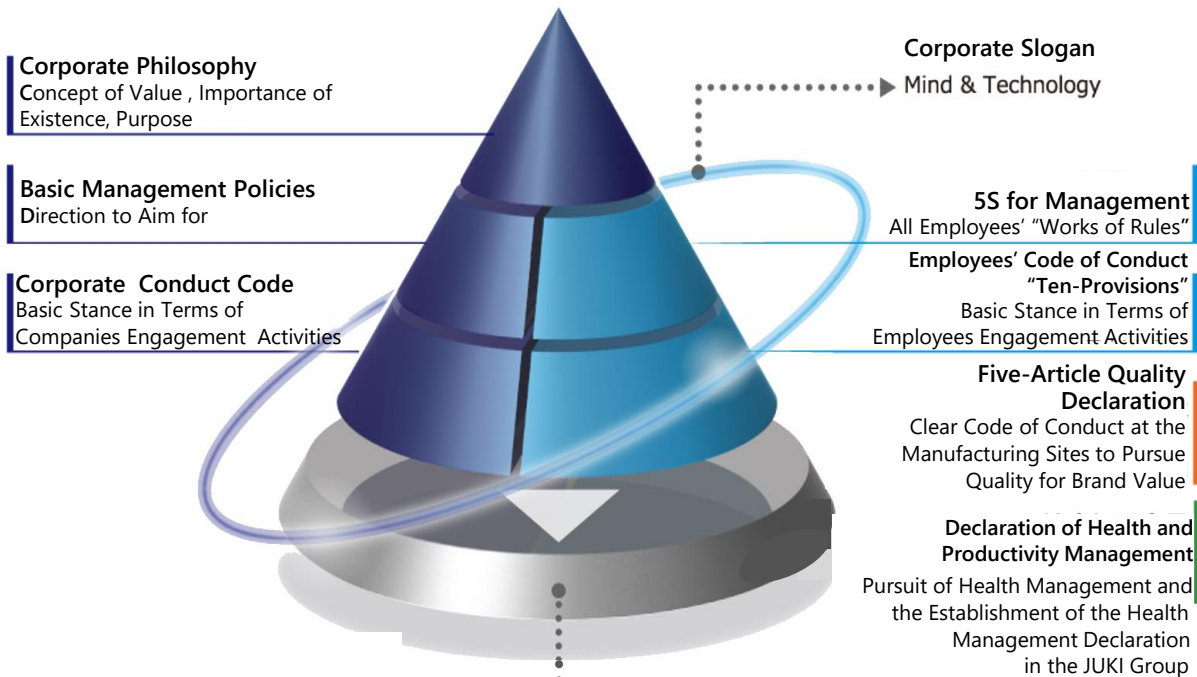 Corporate Philosophy
Concept of Value , Importance of
Existence, Purpose
Basic Management Policies
Direction to Aim for
Corporate  Conduct Code
Basic Stance in Terms of
Companies Engagement  Activities
Corporate Slogan
Mind & Technology
5S for Management
All Employees’ “Works of Rules”
Employees’ Code of Conduct
“Ten-Provisions”
Basic Stance in Terms of
Employees Engagement Activities
Five-Article Quality
Declaration
Clear Code of Conduct at the
Manufacturing Sites to Pursue
Quality for Brand Value
Declaration of Health and
Productivity Management
Pursuit of Health Management and
the Establishment of the Health
Management Declaration
in the JUKI Group